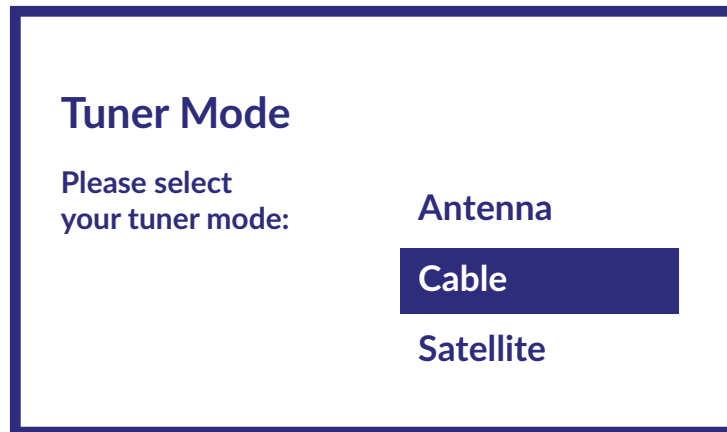 Tuner Mode
Please select
your tuner mode:
Antenna
Cable
Satellite